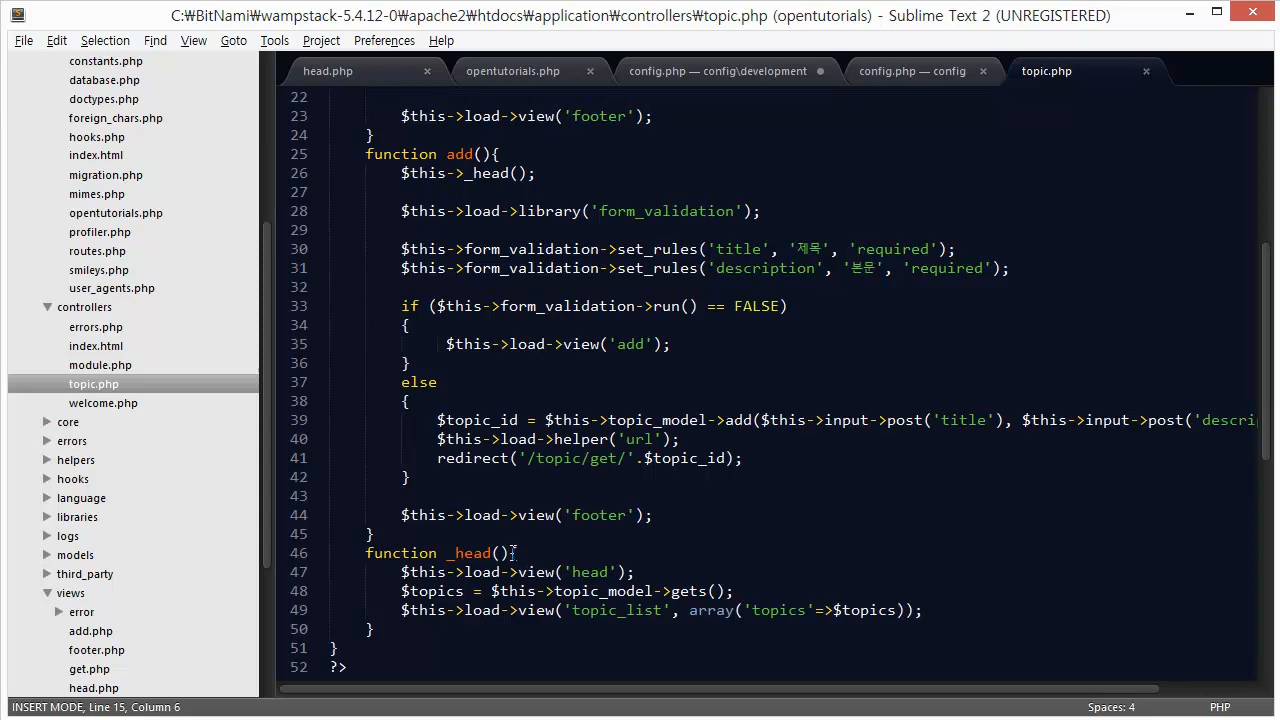 C:₩BitNami₩wampstack-5.4.12-0₩apache2₩htdocs₩application₩controllers₩topic.php (opentutorials) - Sublime Text 2 (UNREGISTERED)
File Edit Selection Find View Goto Tools Project Preferences Help
constants.php
database.php
doctypes.php
foreign_chars.php
hooks.php
index.html
migration.php
mimes.php
opentutorials.php
profiler.php
routes.php
smileys.php
user_agents.php
controllers
errors.php
index.html
module.php
topic.php
welcome.php
core
errors
helpers
hooks
language
libraries
logs
models
third_party
views
error
add.php
footer.php
get.php
head.php
head.php opentutorials.php config.php — config\development config.php — config topic.php
22
23 $this->load->view('footer');
24 }
25 function add(){
26 $this->_head();
27
28 $this->load->library('form_validation');
29
30 $this->form_validation->set_rules('title', '제목', 'required');
31 $this->form_validation->set_rules('description', '본문', 'required');
32
33 if ($this->form_validation->run() == FALSE)
34 {
35 $this->load->view('add');
36 }
37 else
38 {
39 $topic_id = $this->topic_model->add($this->input->post('title'), $this->input->post('descri
40 $this->load->helper('url');
41 redirect('/topic/get/'.$topic_id);
42 }
43
44 $this->load->view('footer');
45 }
46 function _head(){
47 $this->load->view('head');
48 $topics = $this->topic_model->gets();
49 $this->load->view('topic_list', array('topics'=>$topics));
50 }
51 }
52 ?>
INSERT MODE, Line 15, Column 6 Spaces: 4 PHP